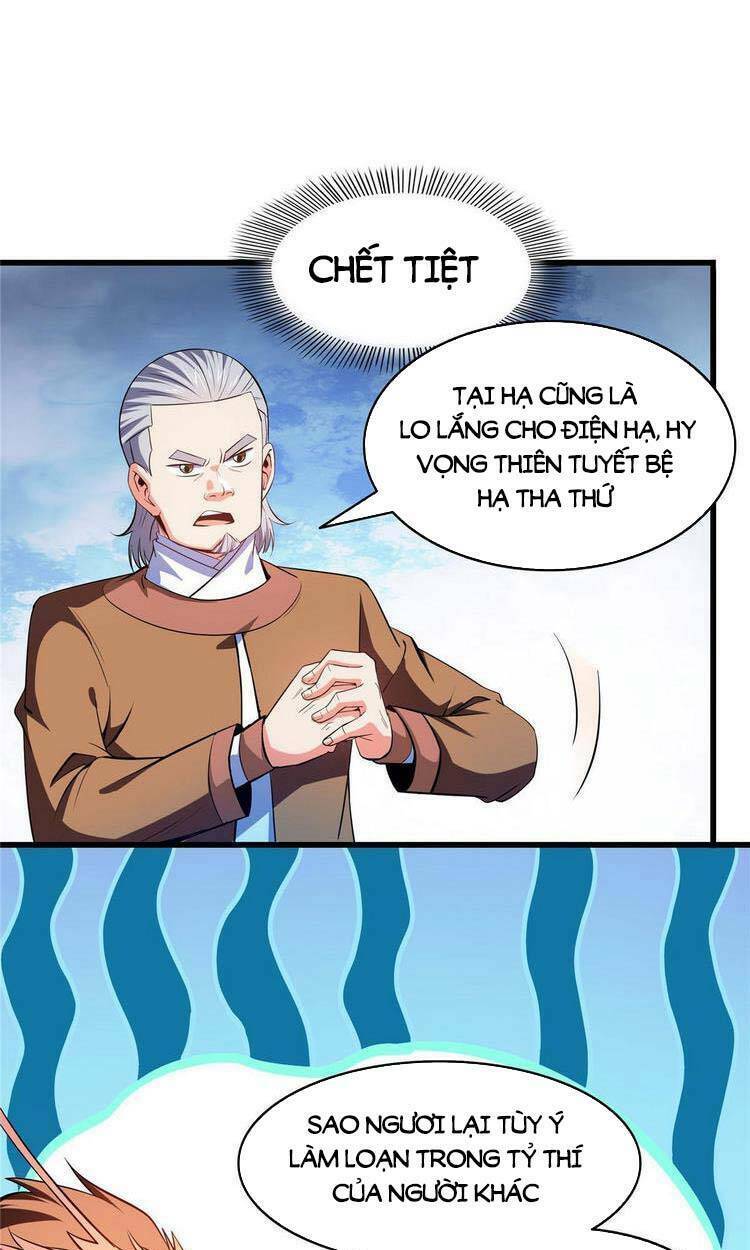 CHẾT TIỆT
TẠI HẠ CŨNG LÀ
LO LẮNG CHO ĐIỆN HẠ, HY
VỌNG THIÊN TUYẾT BỆ
HẠ THA THỨ
SAO NGƯƠI LẠI TÙY Ý
LÀM LOẠN TRONG TỶ THÍ
CỦA NGƯỜI KHÁC